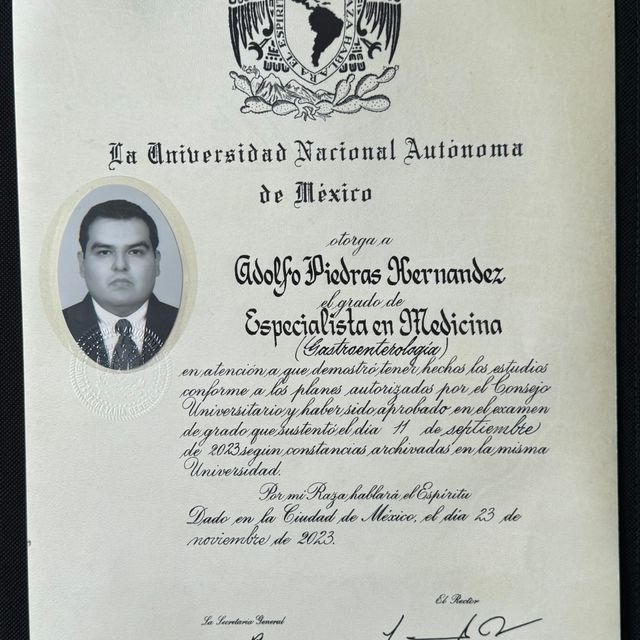 La Universidad Nacional Autónoma
de México
otorga a
Adolfo Piedras Hernandez
el grado de
Especialista en Medicina
(Gastroenterología)
en atención a que demostró tener hechos los estudios
conforme a los planes autorizados por el Consejo
Universitario y haber sido aprobado en el examen
de grado que sustentó el día 11 de septiembre
de 2023 según constancias archivadas en la misma
Universidad.
Por mi Raza hablará el Espíritu
Dado en la Ciudad de México, el día 23 de
noviembre de 2023.
El Rector
La Secretaria General